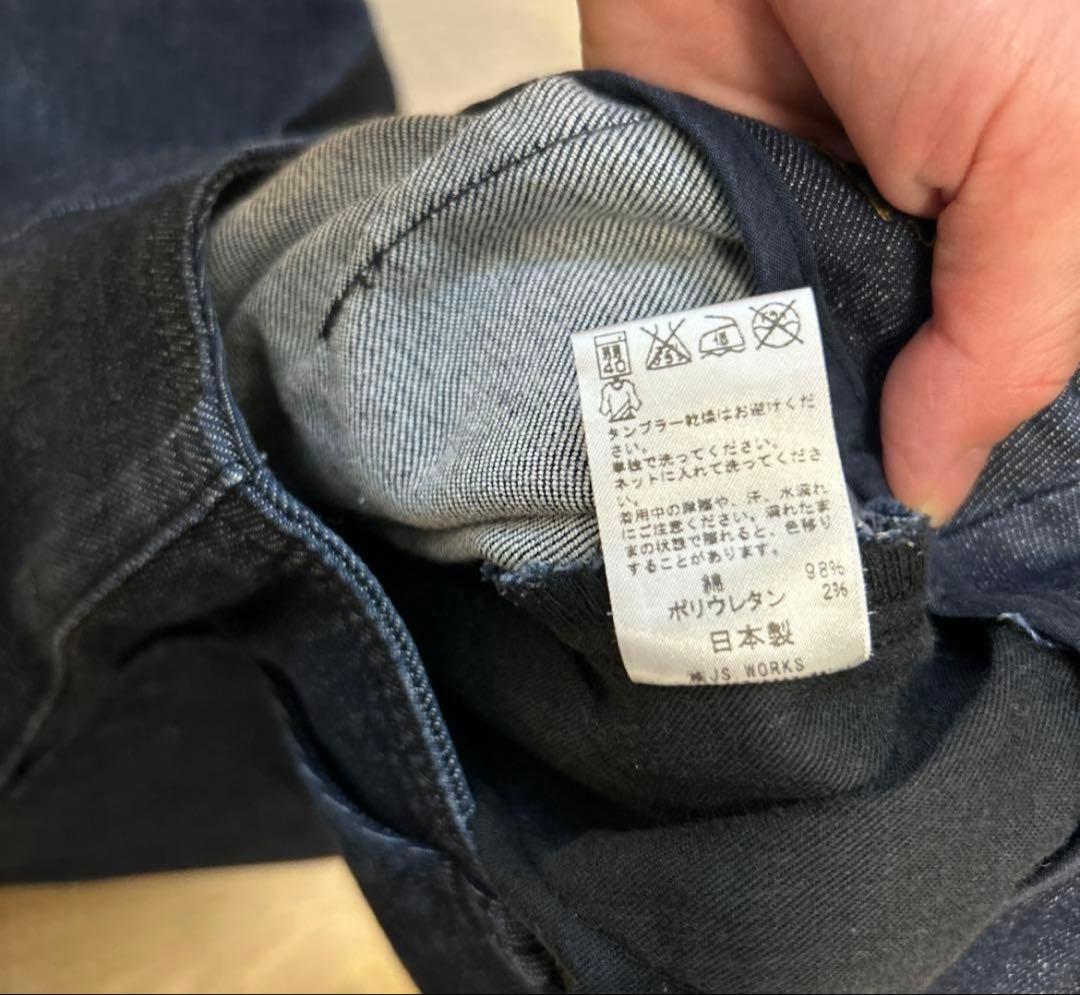 弱
40
タンブラー乾燥はお避けくだ
さい。
単独で洗ってください。
ネットに入れて洗ってくださ
い。
着用中の摩擦や、汗、水濡れ
にご注意ください。濡れたま
まの状態で擦れると、色移り
することがあります。
綿 98%
ポリウレタン 2%
日本製
㈱JS WORKS